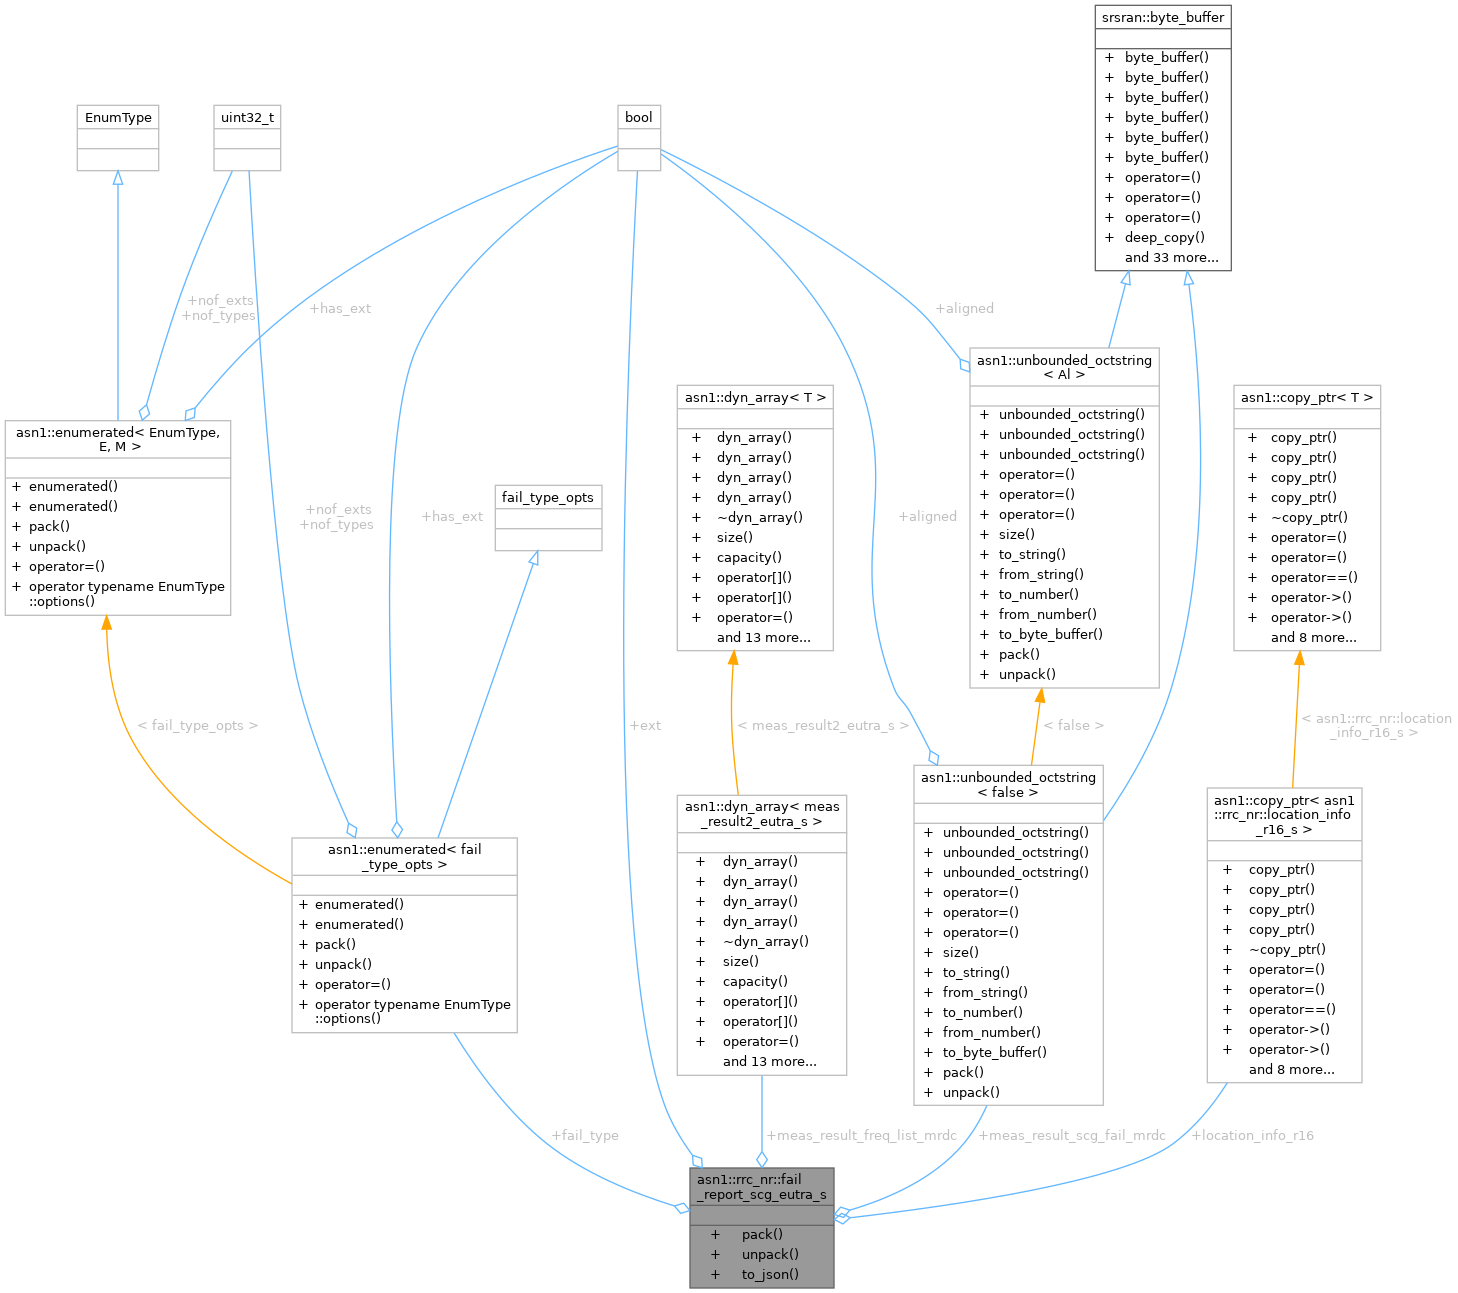 srsran::byte_buffer
+ byte_buffer()
+ byte_buffer()
+ byte_buffer()
+ byte_buffer()
+ byte_buffer()
+ byte_buffer()
+ operator=()
+ operator=()
+ operator=()
+ deep_copy()
and 33 more...
EnumType
uint32_t
bool
+nof_exts
+nof_types
+has_ext
+aligned
asn1::unbounded_octstring
< Al >
+ unbounded_octstring()
+ unbounded_octstring()
+ unbounded_octstring()
+ operator=()
+ operator=()
+ operator=()
+ size()
+ to_string()
+ from_string()
+ to_number()
+ from_number()
+ to_byte_buffer()
+ pack()
+ unpack()
asn1::dyn_array< T >
+ dyn_array()
+ dyn_array()
+ dyn_array()
+ dyn_array()
+ ~dyn_array()
+ size()
+ capacity()
+ operator[]()
+ operator[]()
+ operator=()
and 13 more...
asn1::copy_ptr< T >
+ copy_ptr()
+ copy_ptr()
+ copy_ptr()
+ copy_ptr()
+ ~copy_ptr()
+ operator=()
+ operator=()
+ operator==()
+ operator->()
+ operator->()
and 8 more...
asn1::enumerated< EnumType,
E, M >
+ enumerated()
+ enumerated()
+ pack()
+ unpack()
+ operator=()
+ operator typename EnumType
::options()
fail_type_opts
+nof_exts
+nof_types
+has_ext
+aligned
< fail_type_opts >
+ext
< meas_result2_eutra_s >
< false >
< asn1::rrc_nr::location
_info_r16_s >
asn1::enumerated< fail
_type_opts >
+ enumerated()
+ enumerated()
+ pack()
+ unpack()
+ operator=()
+ operator typename EnumType
::options()
asn1::dyn_array< meas
_result2_eutra_s >
+ dyn_array()
+ dyn_array()
+ dyn_array()
+ dyn_array()
+ ~dyn_array()
+ size()
+ capacity()
+ operator[]()
+ operator[]()
+ operator=()
and 13 more...
asn1::unbounded_octstring
< false >
+ unbounded_octstring()
+ unbounded_octstring()
+ unbounded_octstring()
+ operator=()
+ operator=()
+ operator=()
+ size()
+ to_string()
+ from_string()
+ to_number()
+ from_number()
+ to_byte_buffer()
+ pack()
+ unpack()
asn1::copy_ptr< asn1
::rrc_nr::location_info
_r16_s >
+ copy_ptr()
+ copy_ptr()
+ copy_ptr()
+ copy_ptr()
+ ~copy_ptr()
+ operator=()
+ operator=()
+ operator==()
+ operator->()
+ operator->()
and 8 more...
+fail_type
+meas_result_freq_list_mrdc
+meas_result_scg_fail_mrdc
+location_info_r16
asn1::rrc_nr::fail
_report_scg_eutra_s
+ pack()
+ unpack()
+ to_json()